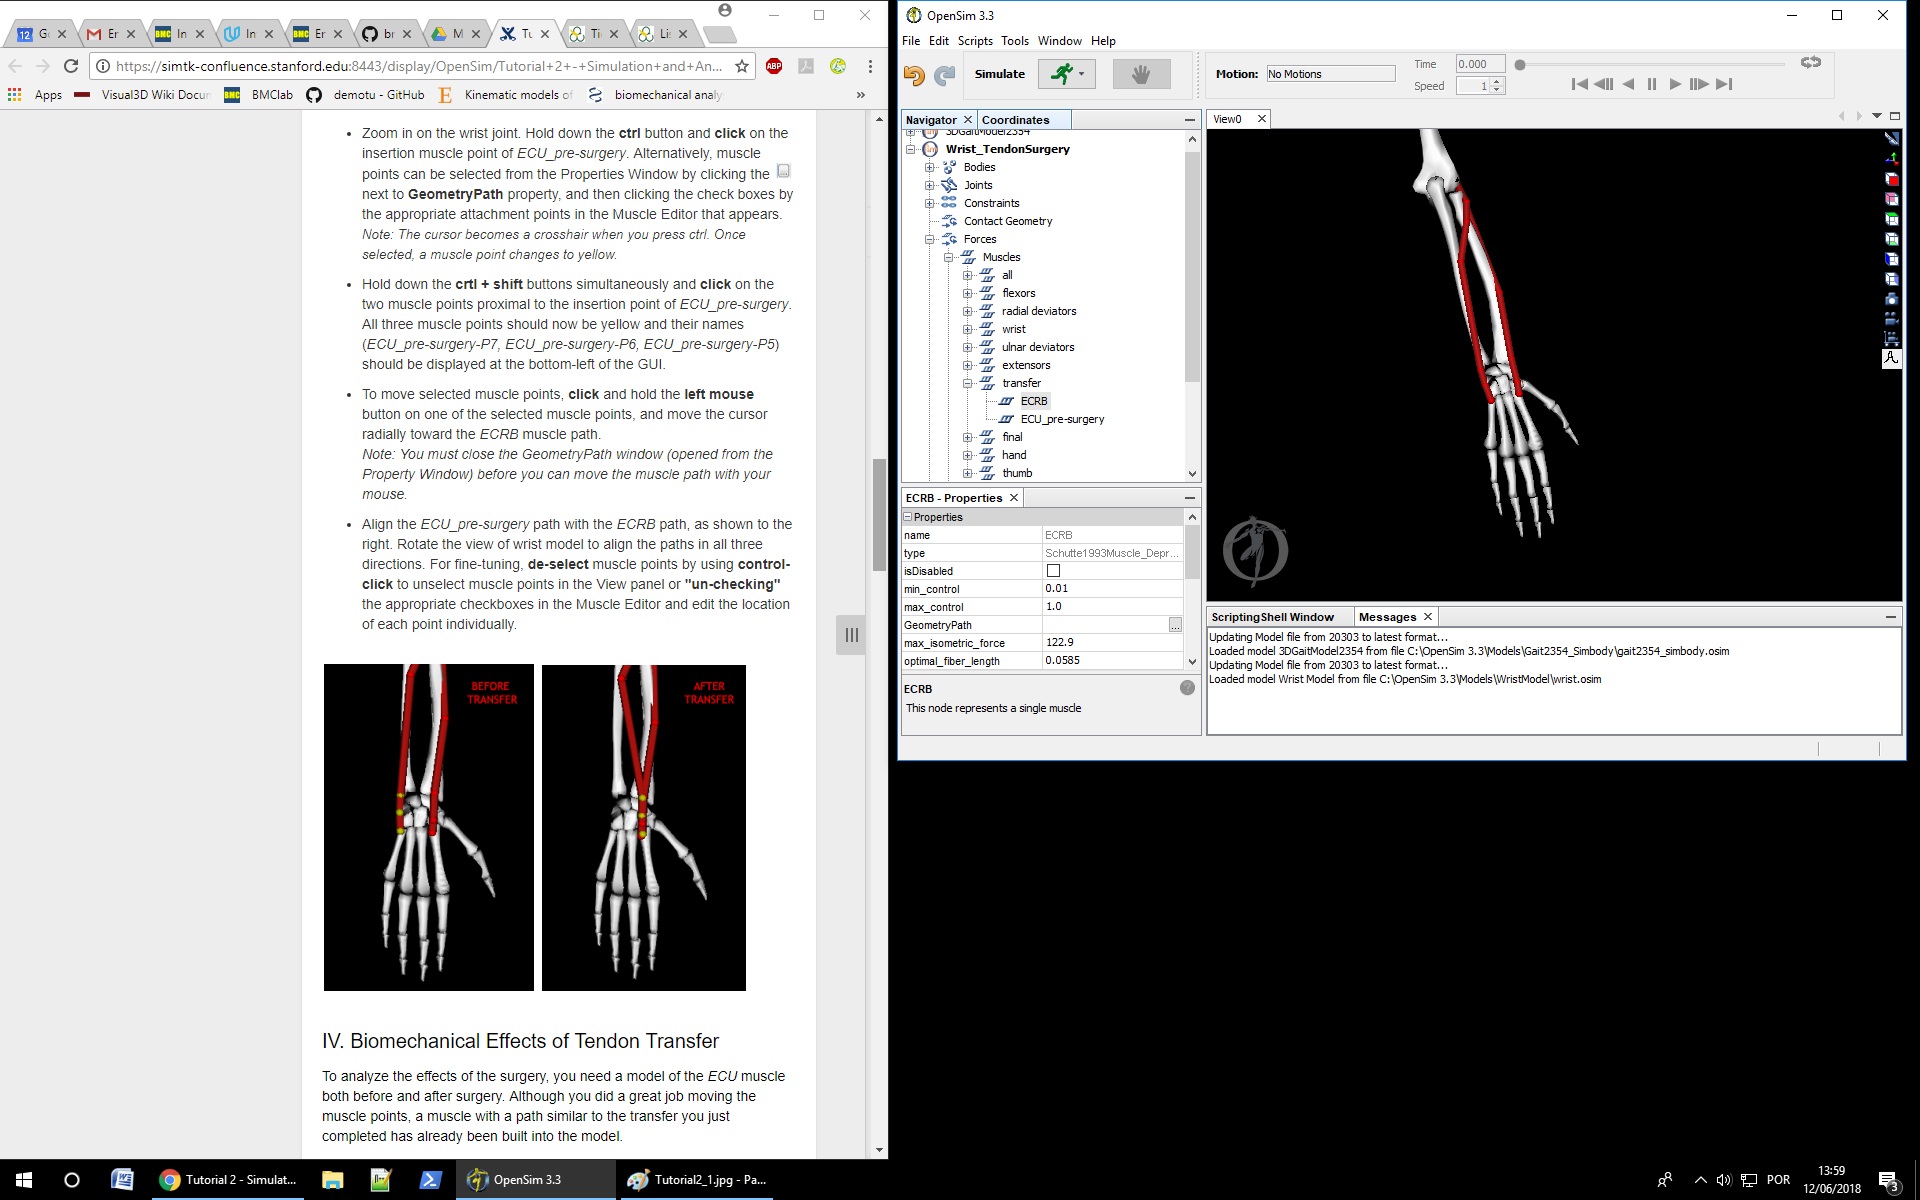 12 G
Er
BMC In
In
BMC Er
br
M
Tu
Ti
Li
https://simtk-confluence.stanford.edu:8443/display/OpenSim/Tutorial+2+-+Simulation+and+An...
ABP
Apps
Visual3D Wiki Docun
BMC BMClab
demotu - GitHub
Kinematic models of
biomechanical analy
»
• Zoom in on the wrist joint. Hold down the ctrl button and click on the
insertion muscle point of ECU_pre-surgery. Alternatively, muscle
points can be selected from the Properties Window by clicking the
next to GeometryPath property, and then clicking the check boxes by
the appropriate attachment points in the Muscle Editor that appears.
Note: The cursor becomes a crosshair when you press ctrl. Once
selected, a muscle point changes to yellow.
• Hold down the crtl + shift buttons simultaneously and click on the
two muscle points proximal to the insertion point of ECU_pre-surgery.
All three muscle points should now be yellow and their names
(ECU_pre-surgery-P7, ECU_pre-surgery-P6, ECU_pre-surgery-P5)
should be displayed at the bottom-left of the GUI.
• To move selected muscle points, click and hold the left mouse
button on one of the selected muscle points, and move the cursor
radially toward the ECRB muscle path.
Note: You must close the GeometryPath window (opened from the
Property Window) before you can move the muscle path with your
mouse.
• Align the ECU_pre-surgery path with the ECRB path, as shown to the
right. Rotate the view of wrist model to align the paths in all three
directions. For fine-tuning, de-select muscle points by using control-
click to unselect muscle points in the View panel or "un-checking"
the appropriate checkboxes in the Muscle Editor and edit the location
of each point individually.
BEFORE
TRANSFER
AFTER
TRANSFER
IV. Biomechanical Effects of Tendon Transfer
To analyze the effects of the surgery, you need a model of the ECU muscle
both before and after surgery. Although you did a great job moving the
muscle points, a muscle with a path similar to the transfer you just
completed has already been built into the model.
OpenSim 3.3
File Edit Scripts Tools Window Help
Simulate
Motion: No Motions
Time 0.000
Speed 1
Navigator
Coordinates
3DGaitModel2354
Wrist_TendonSurgery
Bodies
Joints
Constraints
Contact Geometry
Forces
Muscles
all
flexors
radial deviators
wrist
ulnar deviators
extensors
transfer
ECRB
ECU_pre-surgery
final
hand
thumb
ECRB - Properties
Properties
name ECRB
type Schutte1993Muscle_Depr...
isDisabled
min_control 0.01
max_control 1.0
GeometryPath ...
max_isometric_force 122.9
optimal_fiber_length 0.0585
ECRB
This node represents a single muscle
View0
ScriptingShell Window
Messages
Updating Model file from 20303 to latest format...
Loaded model 3DGaitModel2354 from file C:\OpenSim 3.3\Models\Gait2354_Simbody\gait2354_simbody.osim
Updating Model file from 20303 to latest format...
Loaded model Wrist Model from file C:\OpenSim 3.3\Models\WristModel\wrist.osim
Tutorial 2 - Simulat...
OpenSim 3.3
Tutorial2_1.jpg - Pa...
POR
13:59
12/06/2018
3